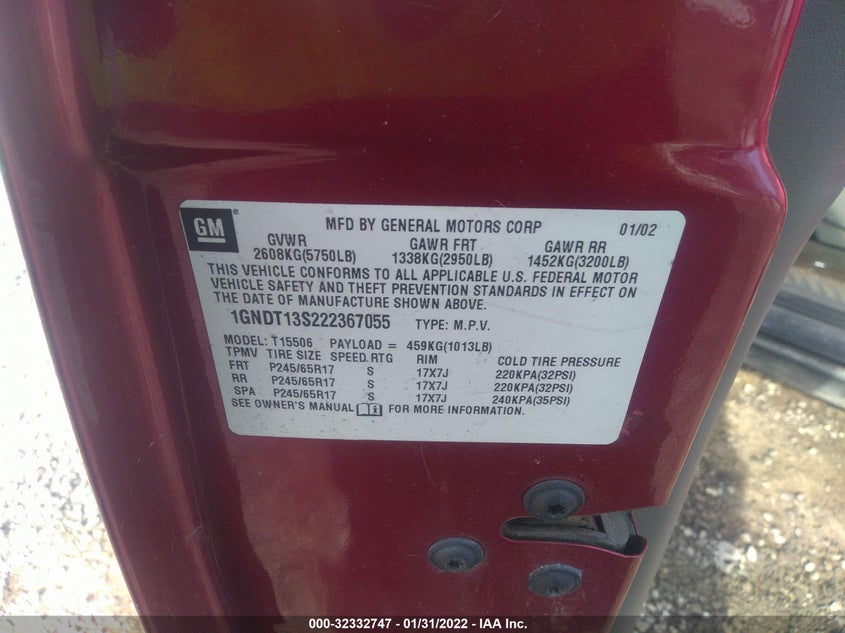 GM
MFD BY GENERAL MOTORS CORP 01/02
GVWR GAWR FRT GAWR RR
2608KG(5750LB) 1338KG(2950LB) 1452KG(3200LB)
THIS VEHICLE CONFORMS TO ALL APPLICABLE U.S. FEDERAL MOTOR
VEHICLE SAFETY AND THEFT PREVENTION STANDARDS IN EFFECT ON
THE DATE OF MANUFACTURE SHOWN ABOVE.
1GNDT13S222367055 TYPE: M.P.V.
MODEL: T15506 PAYLOAD = 459KG(1013LB)
TPMV TIRE SIZE SPEED RTG RIM COLD TIRE PRESSURE
FRT P245/65R17 S 17X7J 220KPA(32PSI)
RR P245/65R17 S 17X7J 220KPA(32PSI)
SPA P245/65R17 S 17X7J 240KPA(35PSI)
SEE OWNER'S MANUAL FOR MORE INFORMATION.
000-32332747 - 01/31/2022 - IAA Inc.